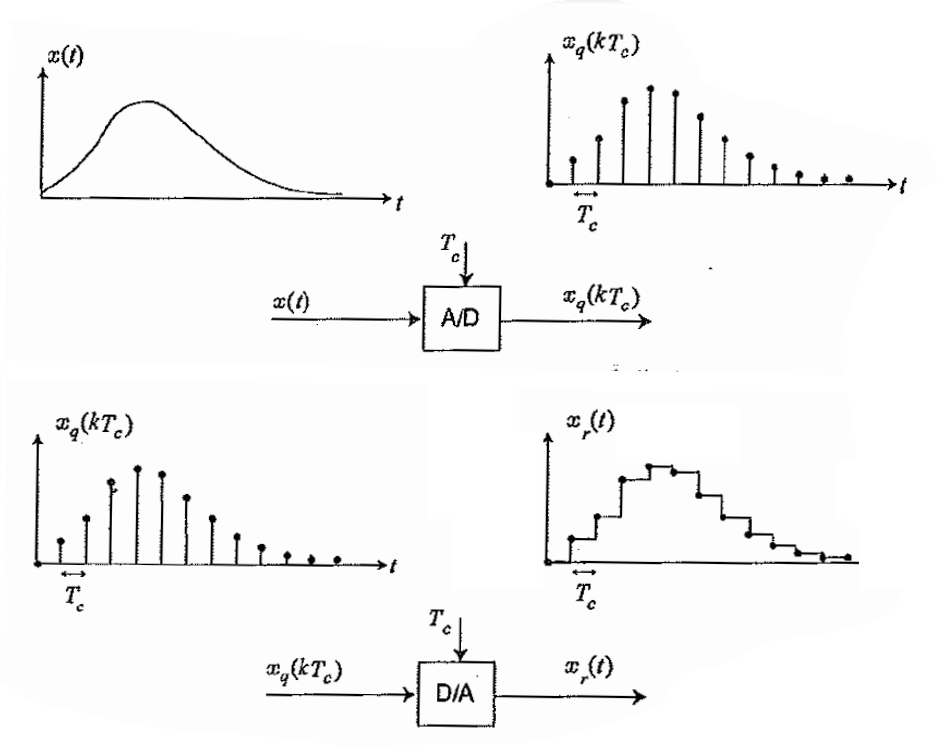 x(t)
t
x_q(kT_c)
t
T_c
T_c
x(t)
A/D
x_q(kT_c)
x_q(kT_c)
t
T_c
x_r(t)
T_c
T_c
x_q(kT_c)
D/A
x_r(t)